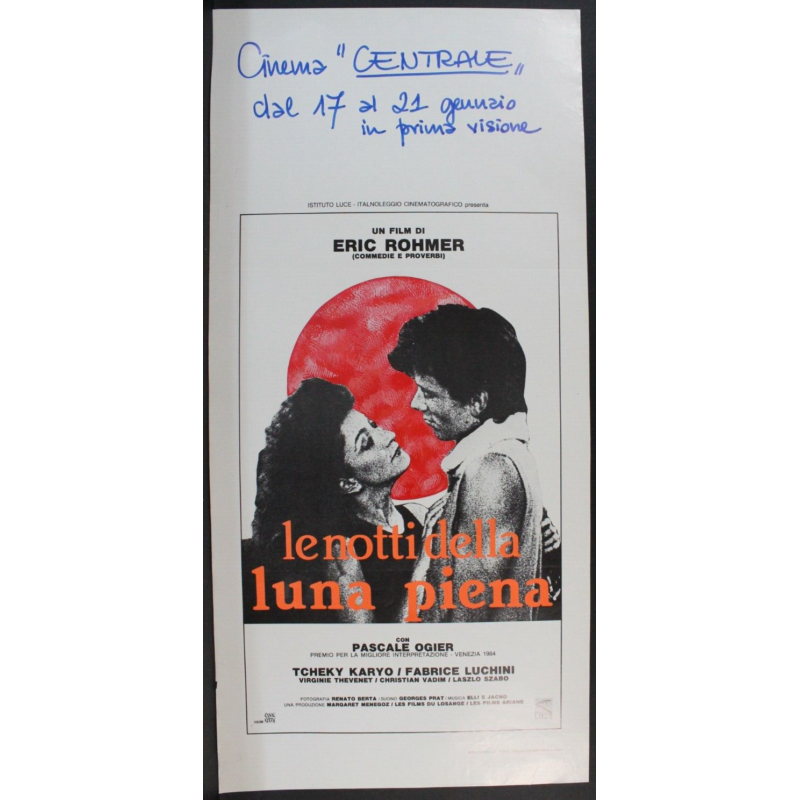 Cinema "CENTRALE"
dal 17 al 21 gennaio
in prima visione
ISTITUTO LUCE - ITALNOLEGGIO CINEMATOGRAFICO presenta
UN FILM DI
ERIC ROHMER
(COMMEDIE E PROVERBI)
le notti della
luna piena
CON
PASCALE OGIER
PREMIO PER LA MIGLIORE INTERPRETAZIONE - VENEZIA 1984
TCHEKY KARYO / FABRICE LUCHINI
VIRGINIE THEVENET / CHRISTIAN VADIM / LASZLO SZABO
FOTOGRAFIA RENATO BERTA / SUONO GEORGES PRAT / MUSICA ELLI E JACNO
UNA PRODUZIONE MARGARET MENEGOZ / LES FILMS DU LOSANGE / LES FILMS ARIANE